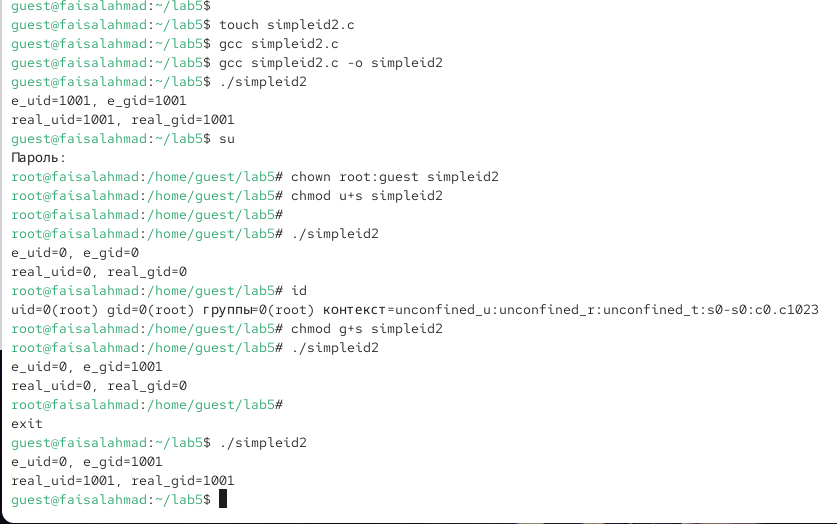 guest@faisalahmad:~/lab5$
guest@faisalahmad:~/lab5$ touch simpleid2.c
guest@faisalahmad:~/lab5$ gcc simpleid2.c
guest@faisalahmad:~/lab5$ gcc simpleid2.c -o simpleid2
guest@faisalahmad:~/lab5$ ./simpleid2
e_uid=1001, e_gid=1001
real_uid=1001, real_gid=1001
guest@faisalahmad:~/lab5$ su
Пароль:
root@faisalahmad:/home/guest/lab5# chown root:guest simpleid2
root@faisalahmad:/home/guest/lab5# chmod u+s simpleid2
root@faisalahmad:/home/guest/lab5#
root@faisalahmad:/home/guest/lab5# ./simpleid2
e_uid=0, e_gid=0
real_uid=0, real_gid=0
root@faisalahmad:/home/guest/lab5# id
uid=0(root) gid=0(root) группы=0(root) контекст=unconfined_u:unconfined_r:unconfined_t:s0-s0:c0.c1023
root@faisalahmad:/home/guest/lab5# chmod g+s simpleid2
root@faisalahmad:/home/guest/lab5# ./simpleid2
e_uid=0, e_gid=1001
real_uid=0, real_gid=0
root@faisalahmad:/home/guest/lab5#
exit
guest@faisalahmad:~/lab5$ ./simpleid2
e_uid=0, e_gid=1001
real_uid=1001, real_gid=1001
guest@faisalahmad:~/lab5$